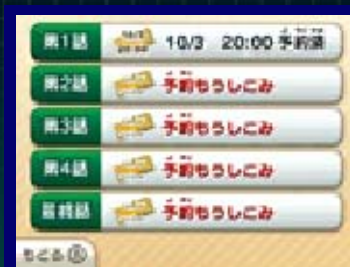 第1話 10/3 20:00 予約済
第2話 予約もうしこみ
第3話 予約もうしこみ
第4話 予約もうしこみ
最終話 予約もうしこみ
もどる